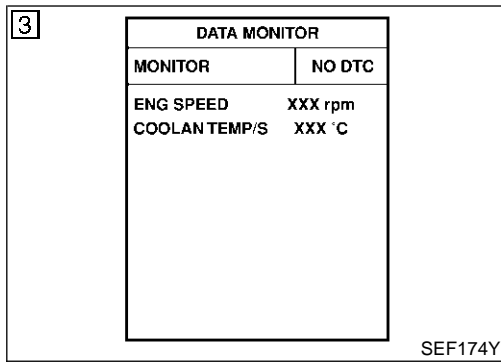 3
DATA MONITOR
MONITOR NO DTC
ENG SPEED XXX rpm
COOLAN TEMP/S XXX °C
SEF174Y